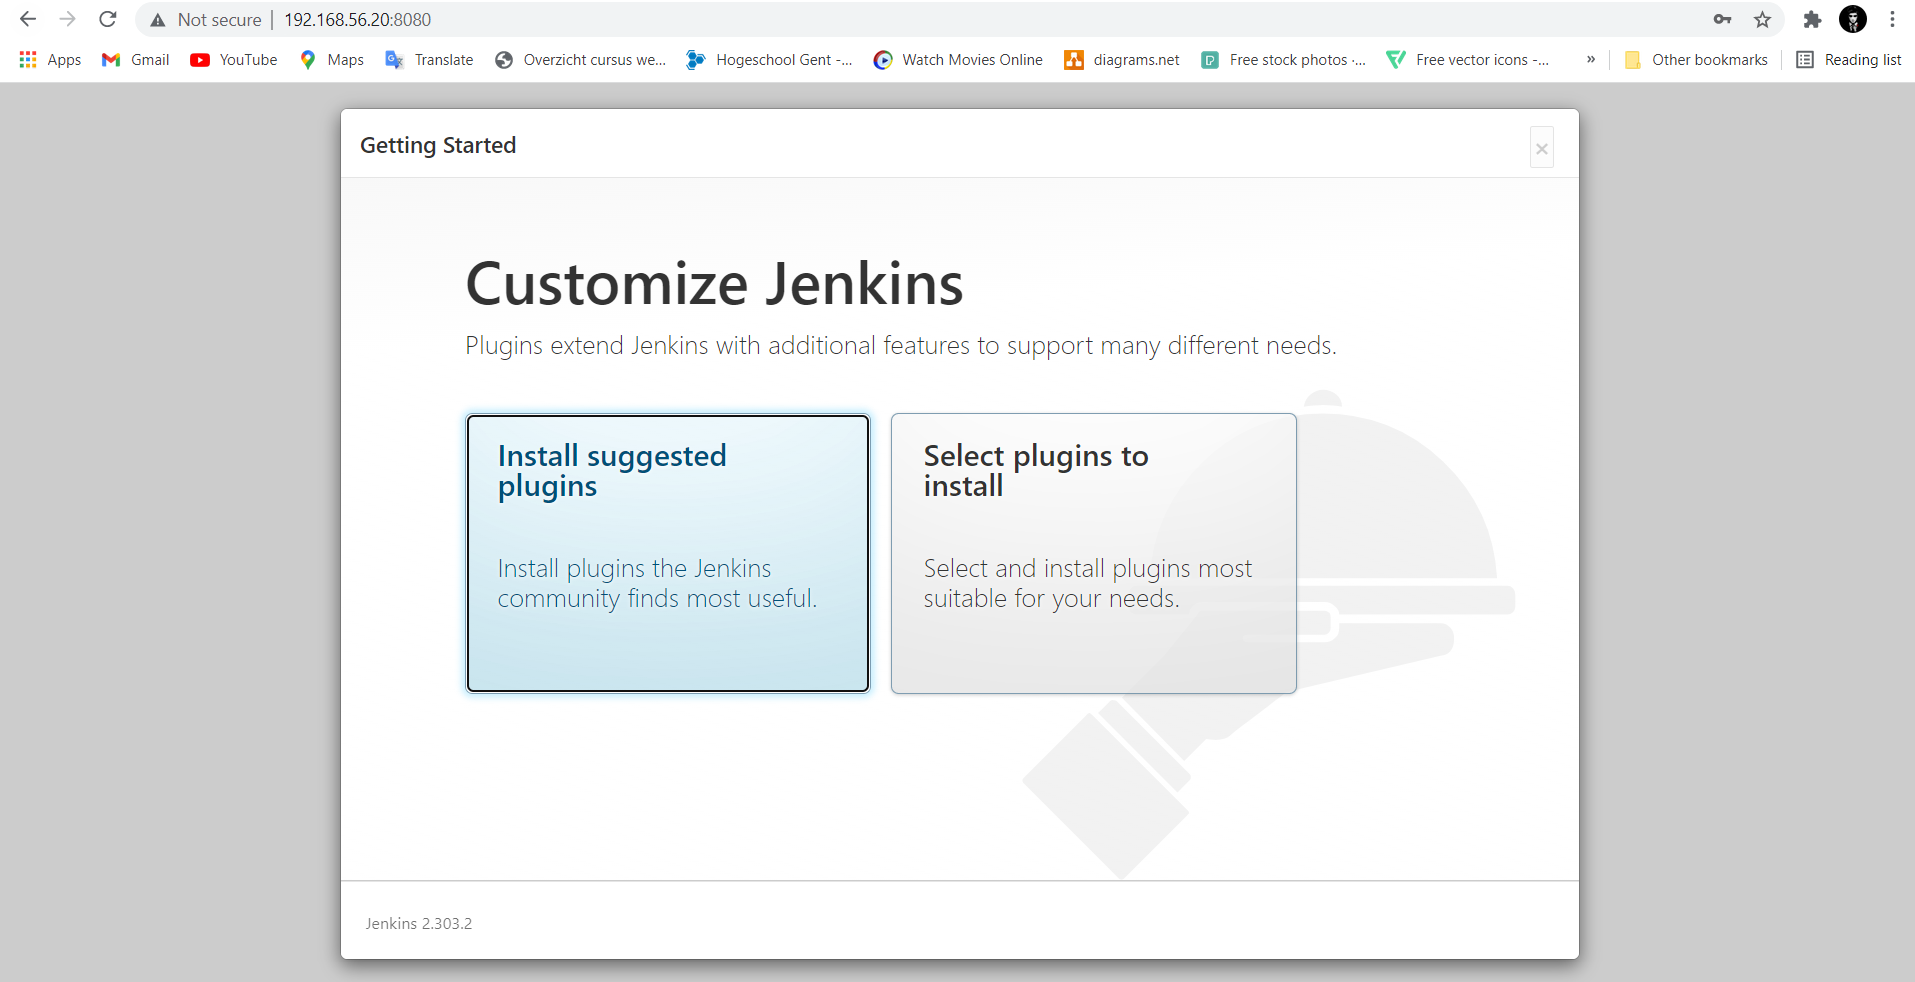 Not secure | 192.168.56.20:8080
Apps Gmail YouTube Maps Translate Overzicht cursus we... Hogeschool Gent -... Watch Movies Online diagrams.net Free stock photos ·... Free vector icons -... » Other bookmarks Reading list
Getting Started ×
Customize Jenkins
Plugins extend Jenkins with additional features to support many different needs.
Install suggested
plugins
Install plugins the Jenkins
community finds most useful.
Select plugins to
install
Select and install plugins most
suitable for your needs.
Jenkins 2.303.2